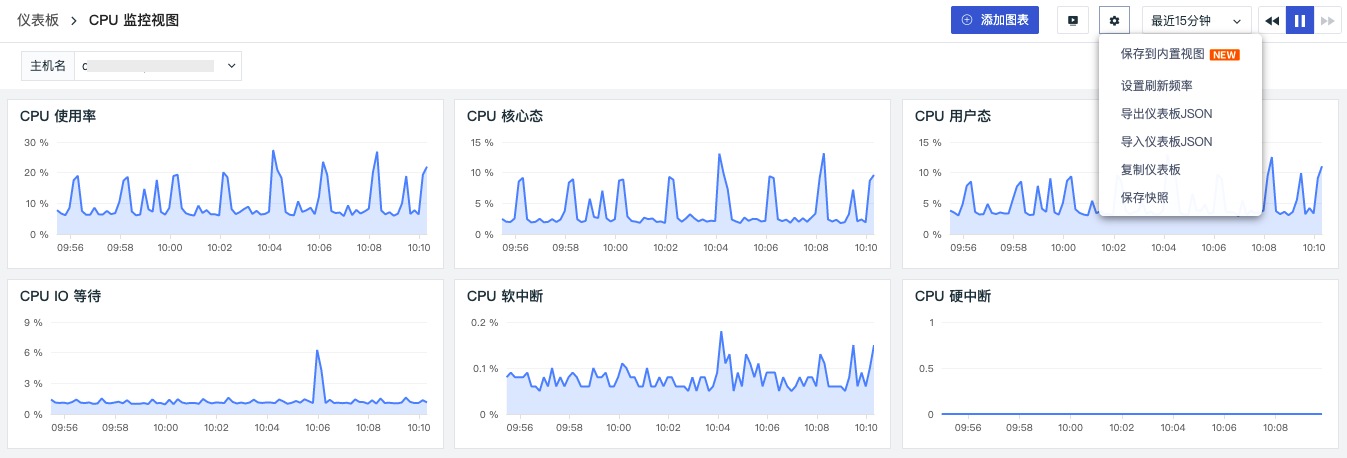 仪表板 > CPU 监控视图
添加图表
最近15分钟
主机名
保存到内置视图 NEW
设置刷新频率
导出仪表板JSON
导入仪表板JSON
复制仪表板
保存快照
CPU 使用率
30 %
20 %
10 %
0 %
09:56 09:58 10:00 10:02 10:04 10:06 10:08 10:10
CPU 核心态
15 %
10 %
5 %
0 %
09:56 09:58 10:00 10:02 10:04 10:06 10:08 10:10
CPU 用户态
15 %
10 %
5 %
0 %
09:56 09:58 10:00 10:02 10:04 10:06 10:08 10:10
CPU IO 等待
9 %
6 %
3 %
0 %
09:56 09:58 10:00 10:02 10:04 10:06 10:08 10:10
CPU 软中断
0.2 %
0.1 %
0 %
09:56 09:58 10:00 10:02 10:04 10:06 10:08 10:10
CPU 硬中断
1
0.5
0
09:56 09:58 10:00 10:02 10:04 10:06 10:08